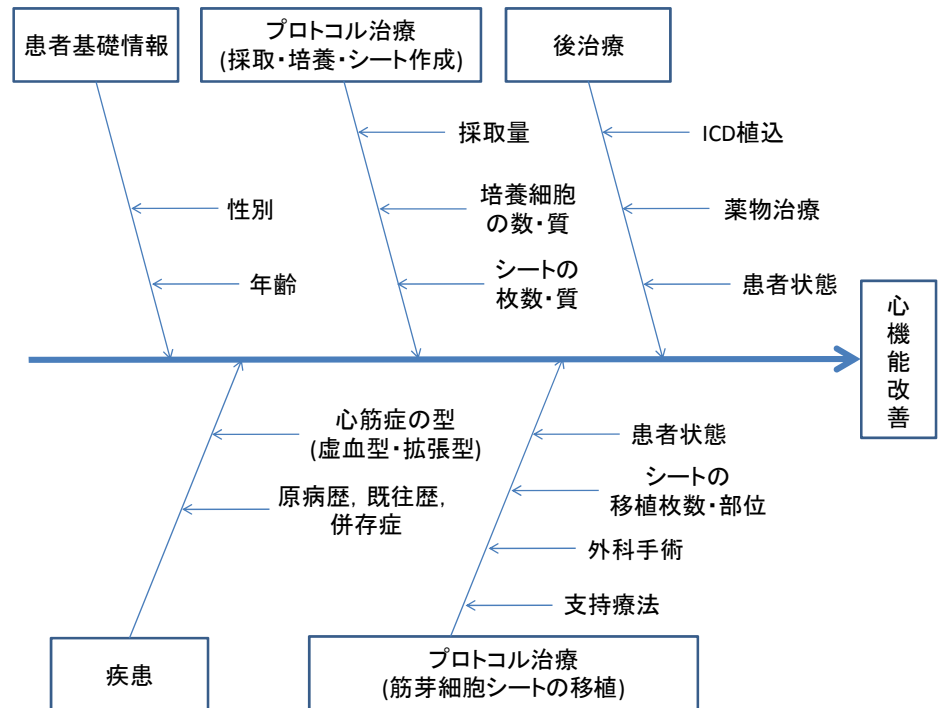 患者基礎情報
プロトコル治療
(採取・培養・シート作成)
後治療
採取量
ICD植込
性別
培養細胞
の数・質
薬物治療
年齢
シートの
枚数・質
患者状態
心
機
能
改
善
心筋症の型
(虚血型・拡張型)
患者状態
原病歴，既往歴，
併存症
シートの
移植枚数・部位
外科手術
支持療法
疾患
プロトコル治療
(筋芽細胞シートの移植)